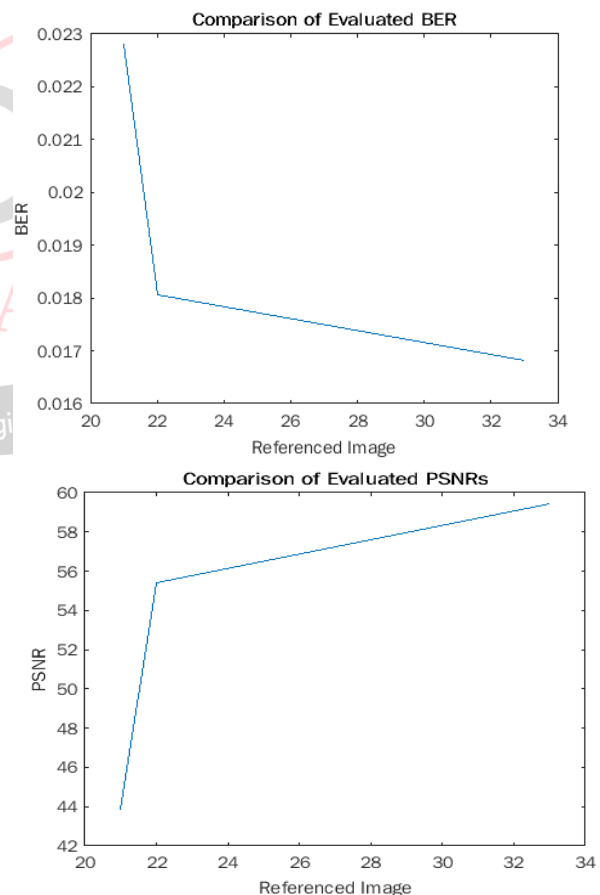 Comparison of Evaluated BER
0.023
0.022
0.021
0.02
0.019
0.018
0.017
0.016
BER
20 22 24 26 28 30 32 34
Referenced Image
gi
Comparison of Evaluated PSNRs
60
58
56
54
52
50
48
46
44
42
PSNR
20 22 24 26 28 30 32 34
Referenced Image